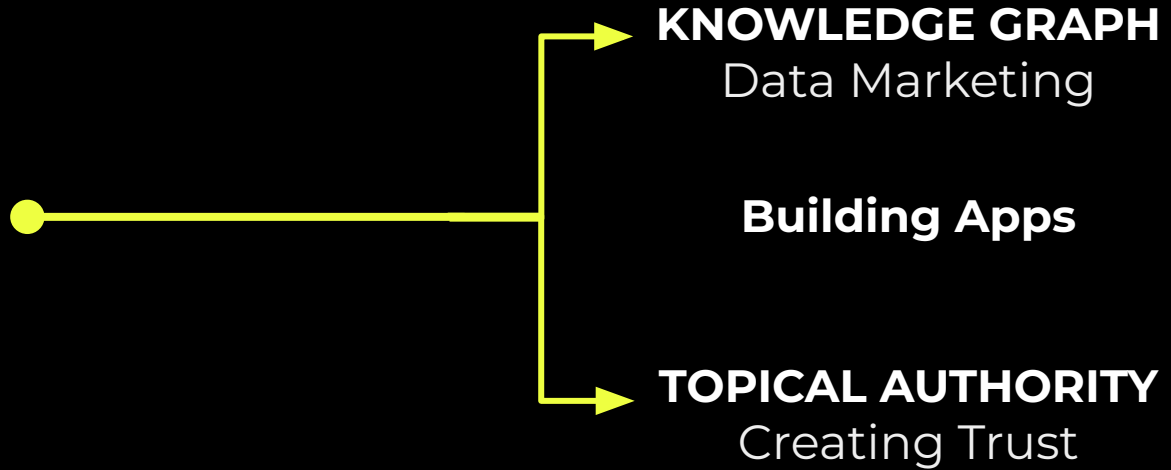 KNOWLEDGE GRAPH
Data Marketing
Building Apps
TOPICAL AUTHORITY
Creating Trust